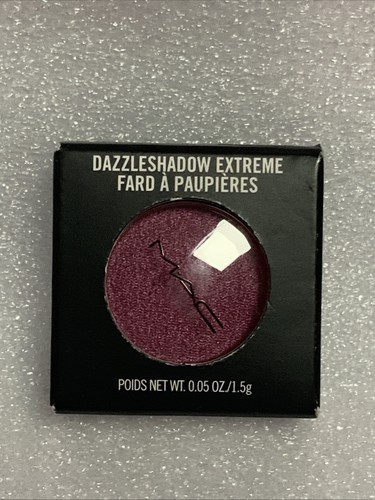 DAZZLESHADOW EXTREME
FARD À PAUPIÈRES
MAC
POIDS NET WT. 0.05 OZ./1.5g